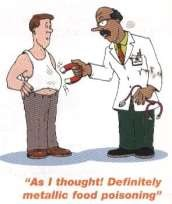 "As I thought! Definitely
metallic food poisoning"